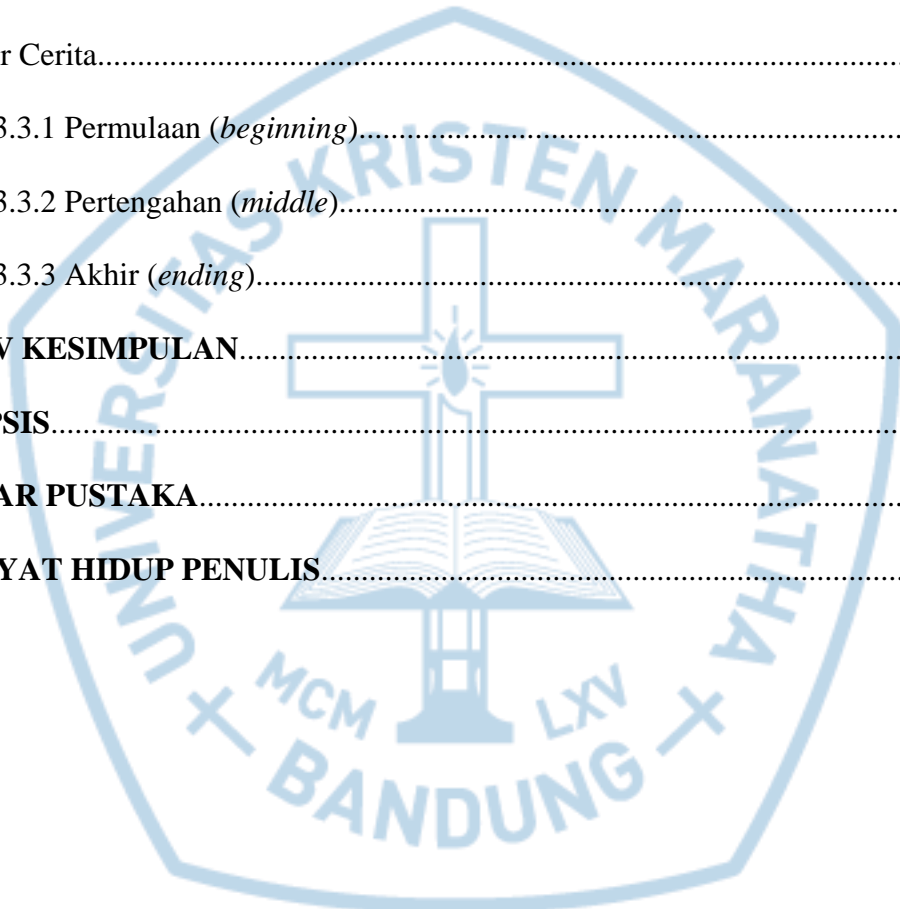 r Cerita
3.3.1 Permulaan (beginning)
3.3.2 Pertengahan (middle)
3.3.3 Akhir (ending)
V KESIMPULAN
PSIS
AR PUSTAKA
YAT HIDUP PENULIS
UNIVERSITAS KRISTEN MARANATHA
MCM LXV
BANDUNG